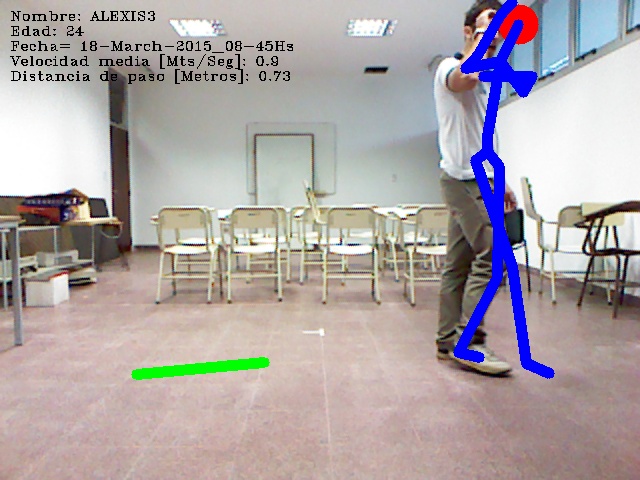 Nombre: ALEXIS3
Edad: 24
Fecha= 18-March-2015_08-45Hs
Velocidad media [Mts/Seg]: 0.9
Distancia de paso [Metros]: 0.73